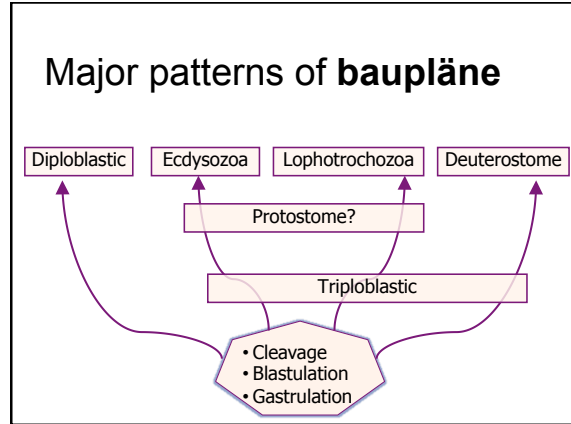 Major patterns of baupläne
Diploblastic Ecdysozoa Lophotrochozoa Deuterostome
Protostome?
Triploblastic
• Cleavage
• Blastulation
• Gastrulation